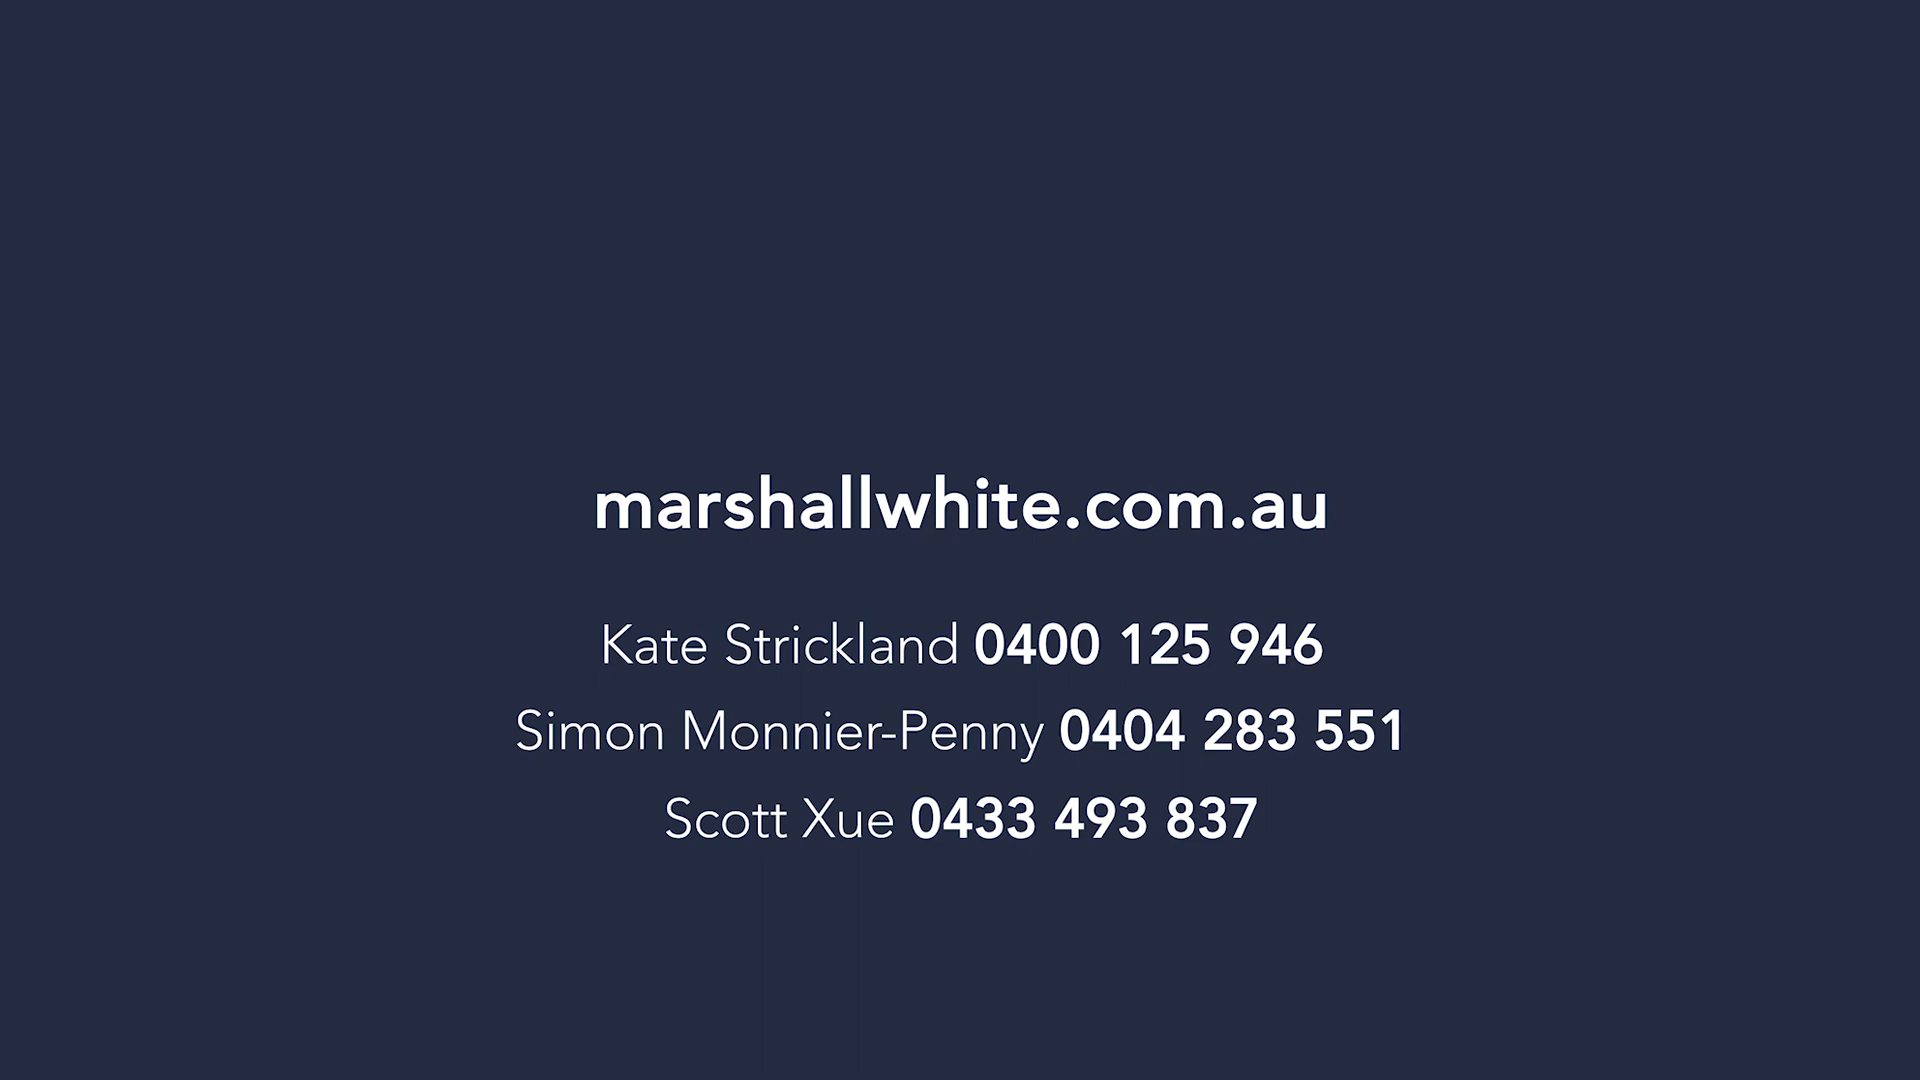 marshallwhite.com.au
Kate Strickland 0400 125 946
Simon Monnier-Penny 0404 283 551
Scott Xue 0433 493 837